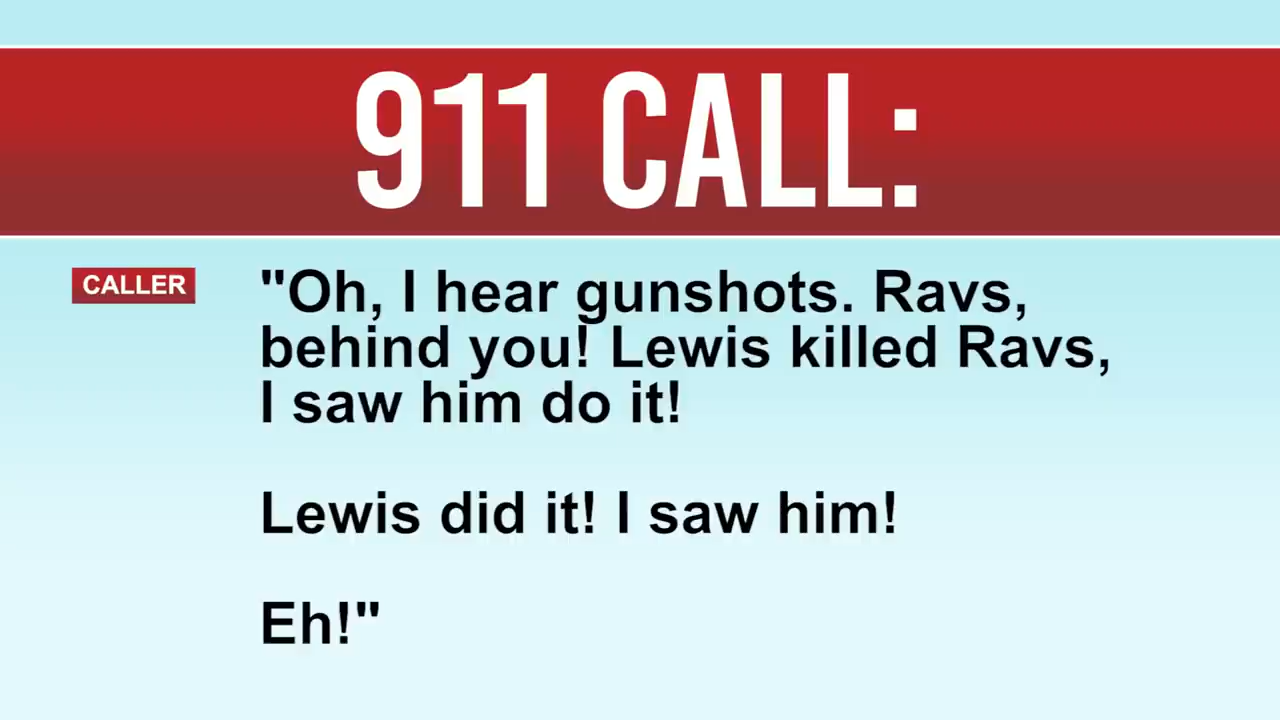 911 CALL:
CALLER
"Oh, I hear gunshots. Ravs,
behind you! Lewis killed Ravs,
I saw him do it!
Lewis did it! I saw him!
Eh!"